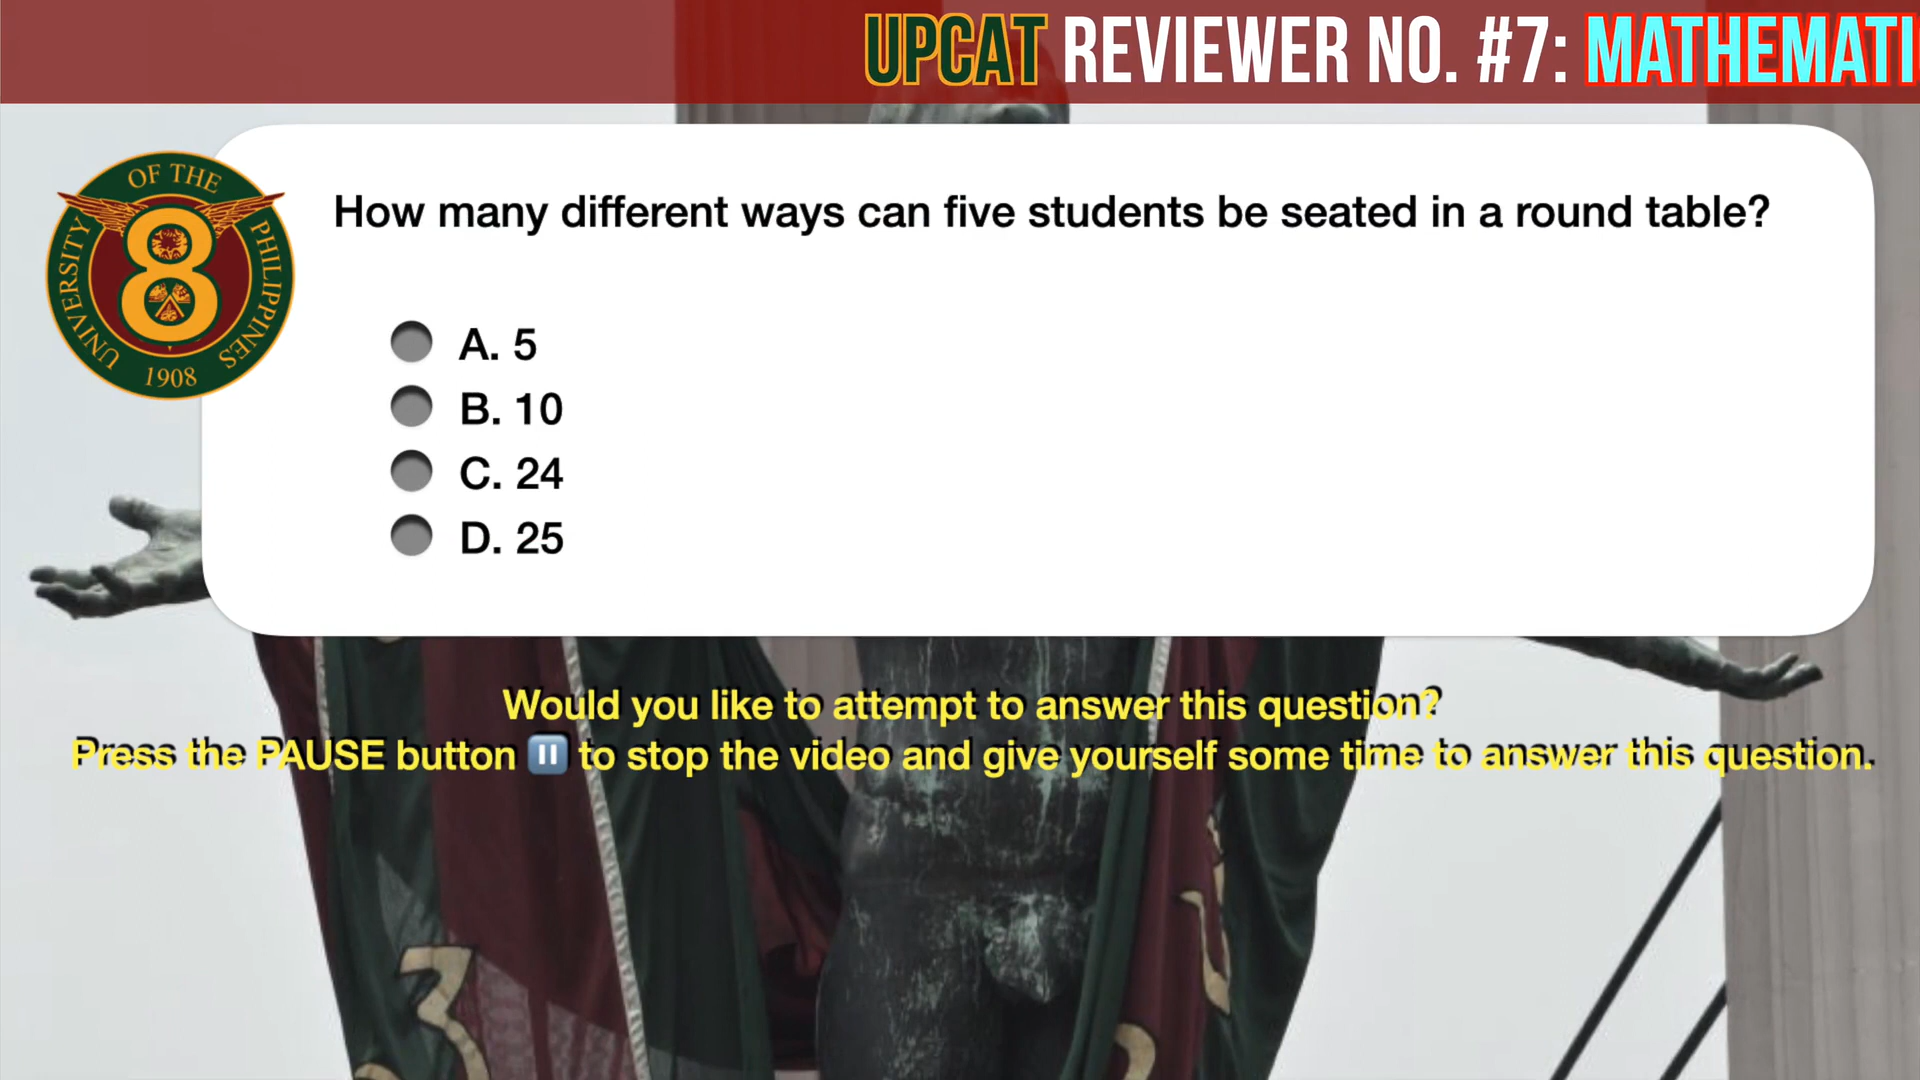 UPCAT REVIEWER NO. #7: MATHEMATI
OF THE
UNIVERSITY
PHILIPPINES
8
1908
How many different ways can five students be seated in a round table?
A. 5
B. 10
C. 24
D. 25
Would you like to attempt to answer this question?
Press the PAUSE button ⏸ to stop the video and give yourself some time to answer this question.
3